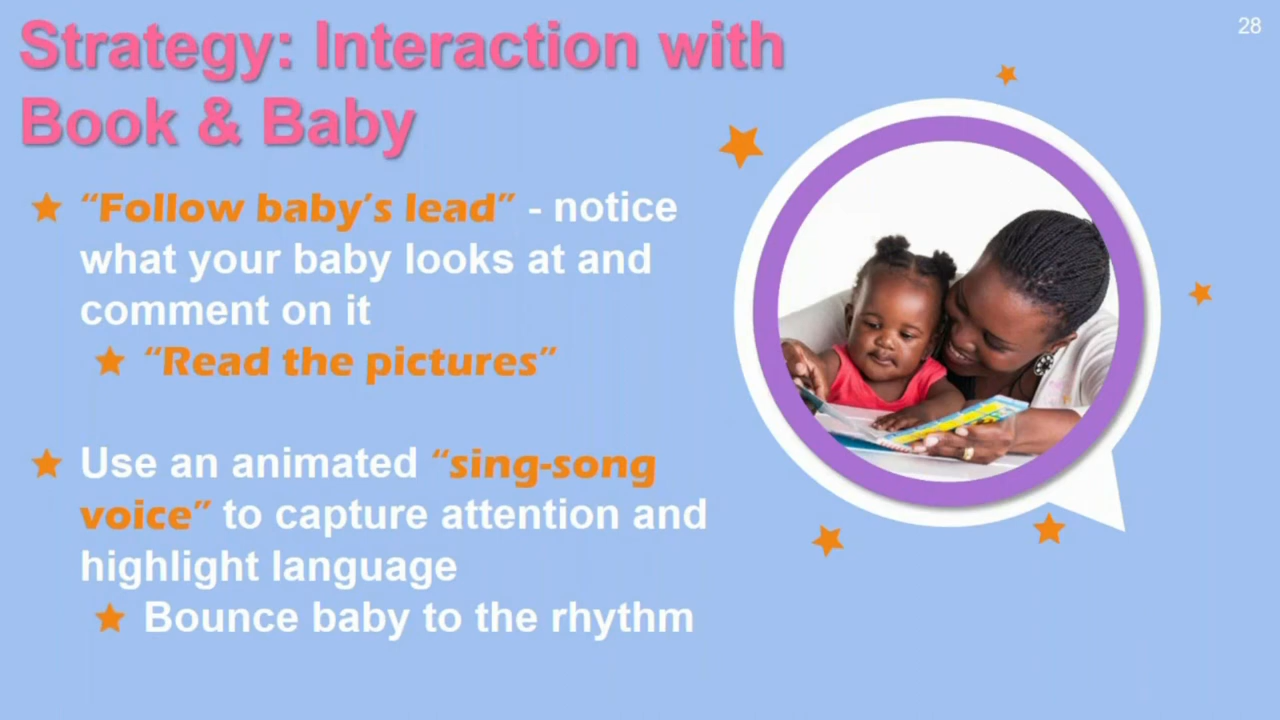 28
Strategy: Interaction with
Book & Baby
“Follow baby’s lead” - notice
what your baby looks at and
comment on it
“Read the pictures”
Use an animated “sing-song
voice” to capture attention and
highlight language
Bounce baby to the rhythm